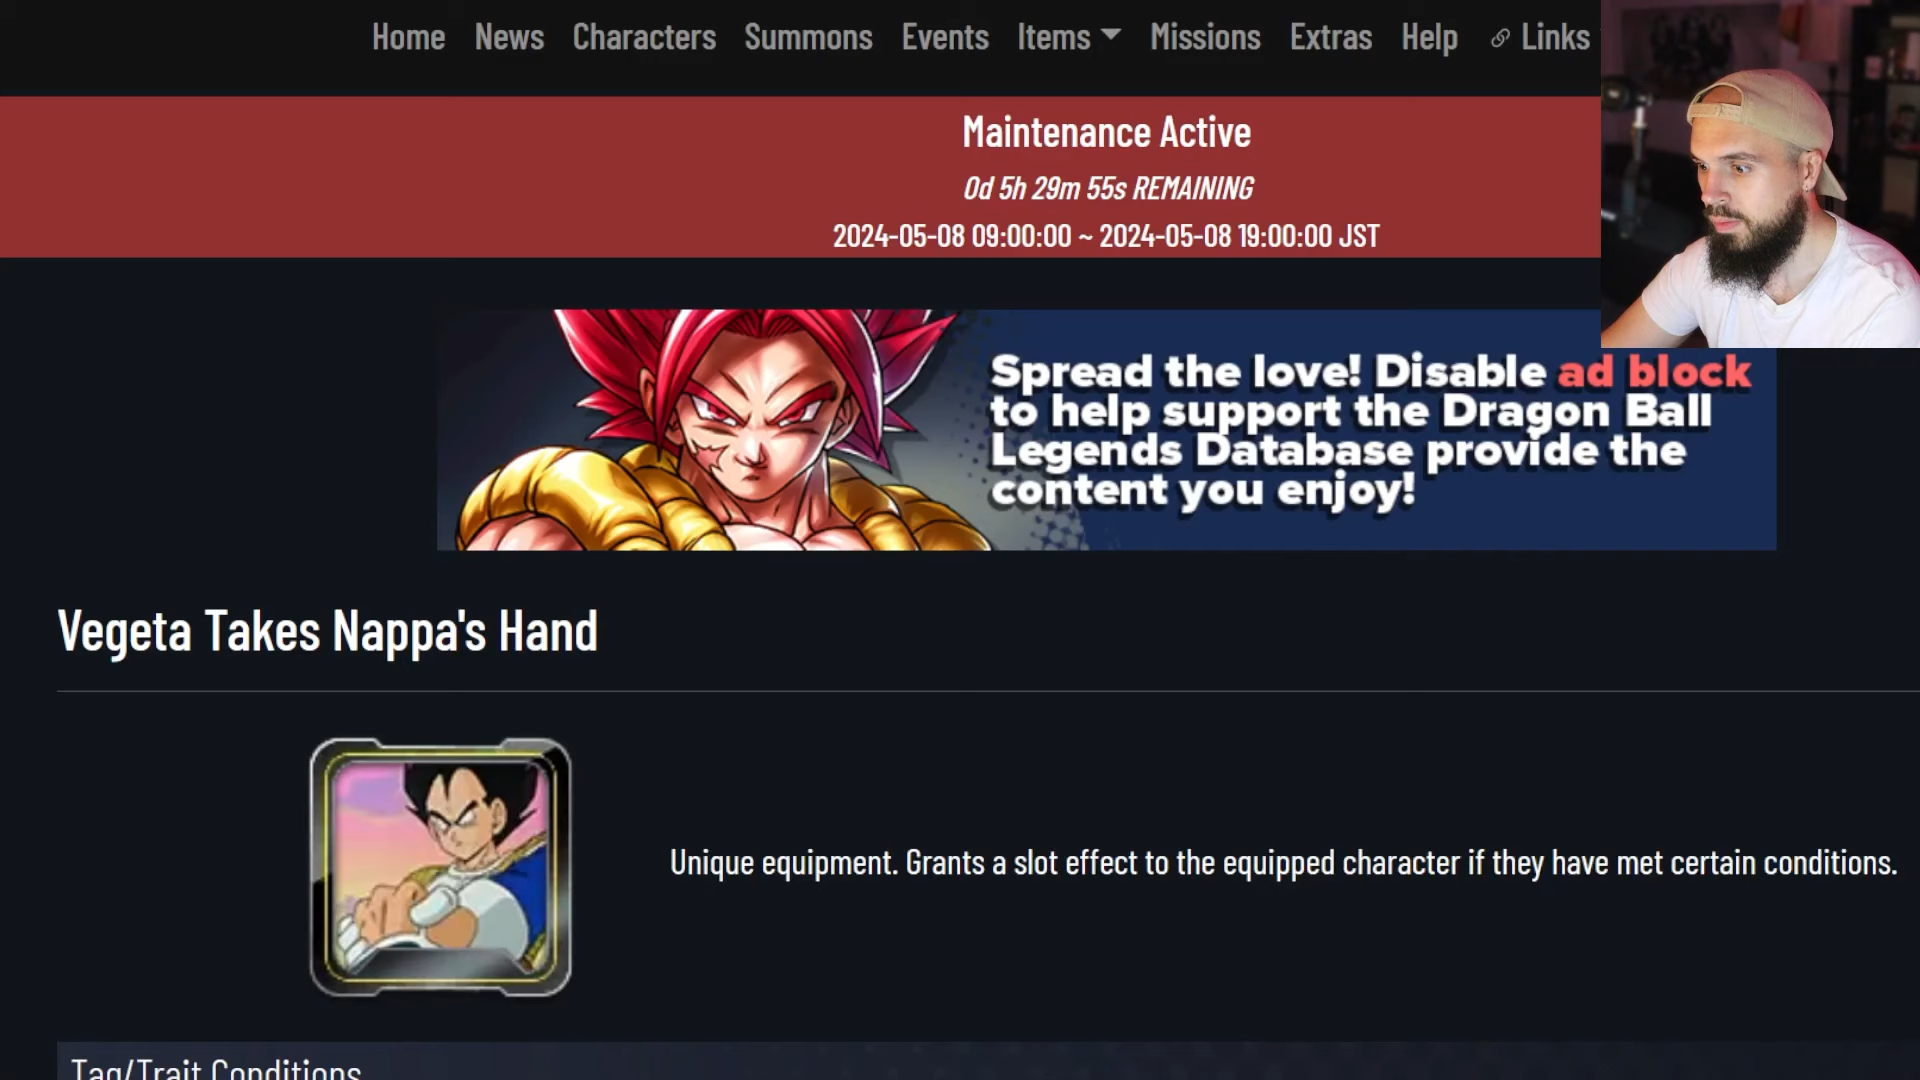 Home News Characters Summons Events Items Missions Extras Help Links
Maintenance Active
0d 5h 29m 55s REMAINING
2024-05-08 09:00:00 ~ 2024-05-08 19:00:00 JST
Spread the love! Disable ad block
to help support the Dragon Ball
Legends Database provide the
content you enjoy!
Vegeta Takes Nappa's Hand
Unique equipment. Grants a slot effect to the equipped character if they have met certain conditions.
Tag/Trait Conditions